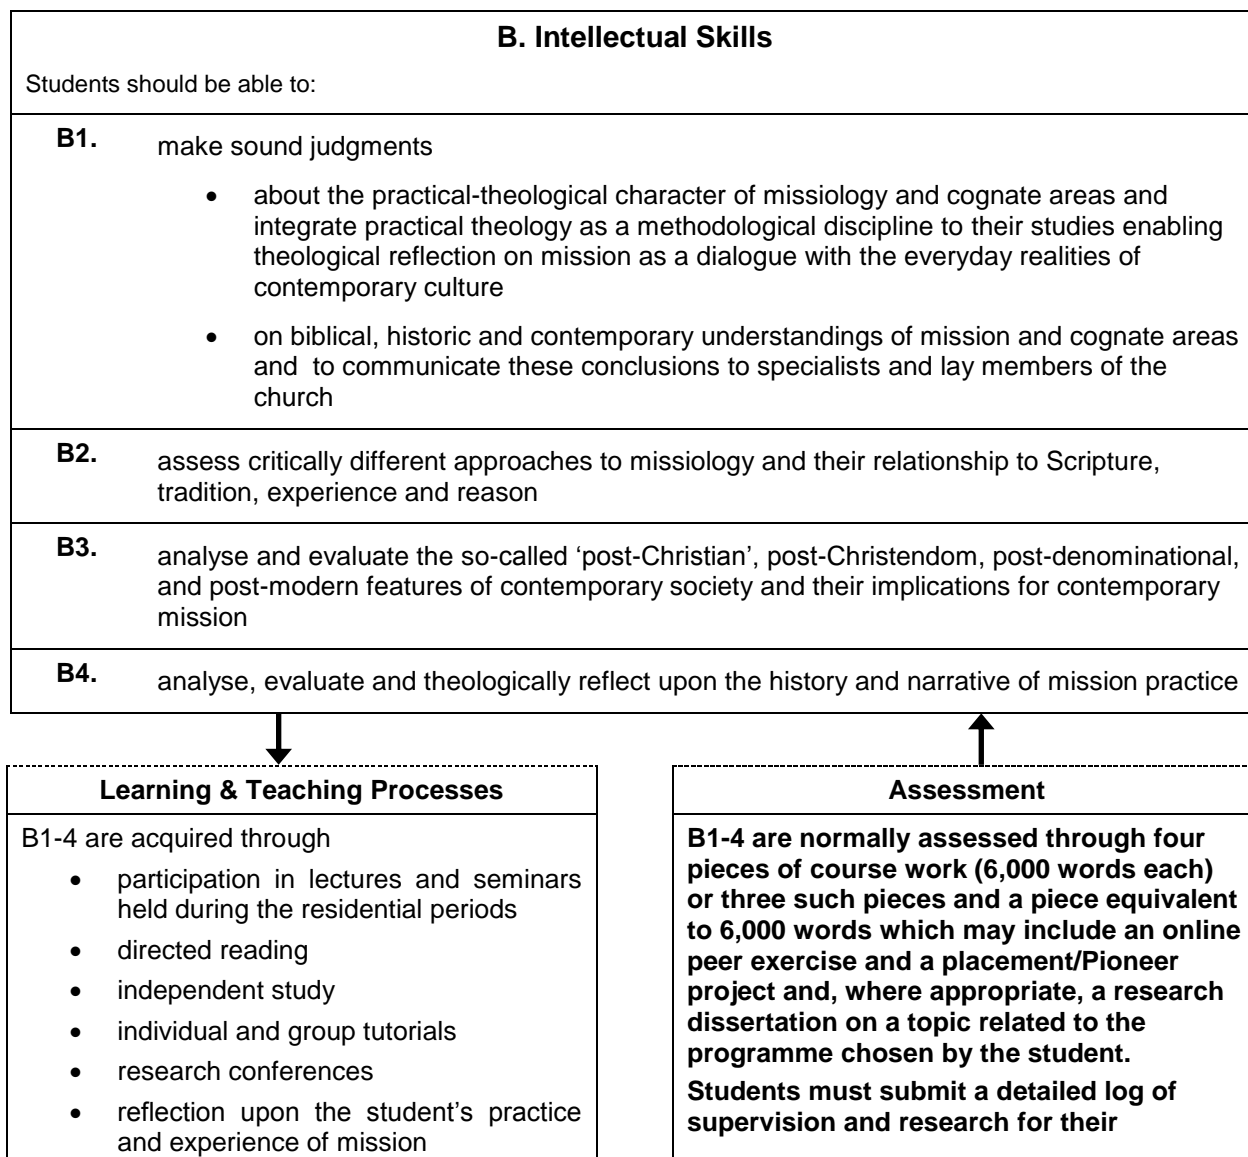 B. Intellectual Skills
Students should be able to:
B1. make sound judgments
• about the practical-theological character of missiology and cognate areas and
integrate practical theology as a methodological discipline to their studies enabling
theological reflection on mission as a dialogue with the everyday realities of
contemporary culture
• on biblical, historic and contemporary understandings of mission and cognate areas
and to communicate these conclusions to specialists and lay members of the
church
B2. assess critically different approaches to missiology and their relationship to Scripture,
tradition, experience and reason
B3. analyse and evaluate the so-called ‘post-Christian’, post-Christendom, post-denominational,
and post-modern features of contemporary society and their implications for contemporary
mission
B4. analyse, evaluate and theologically reflect upon the history and narrative of mission practice
Learning & Teaching Processes
B1-4 are acquired through
• participation in lectures and seminars
held during the residential periods
• directed reading
• independent study
• individual and group tutorials
• research conferences
• reflection upon the student’s practice
and experience of mission
Assessment
B1-4 are normally assessed through four
pieces of course work (6,000 words each)
or three such pieces and a piece equivalent
to 6,000 words which may include an online
peer exercise and a placement/Pioneer
project and, where appropriate, a research
dissertation on a topic related to the
programme chosen by the student.
Students must submit a detailed log of
supervision and research for their